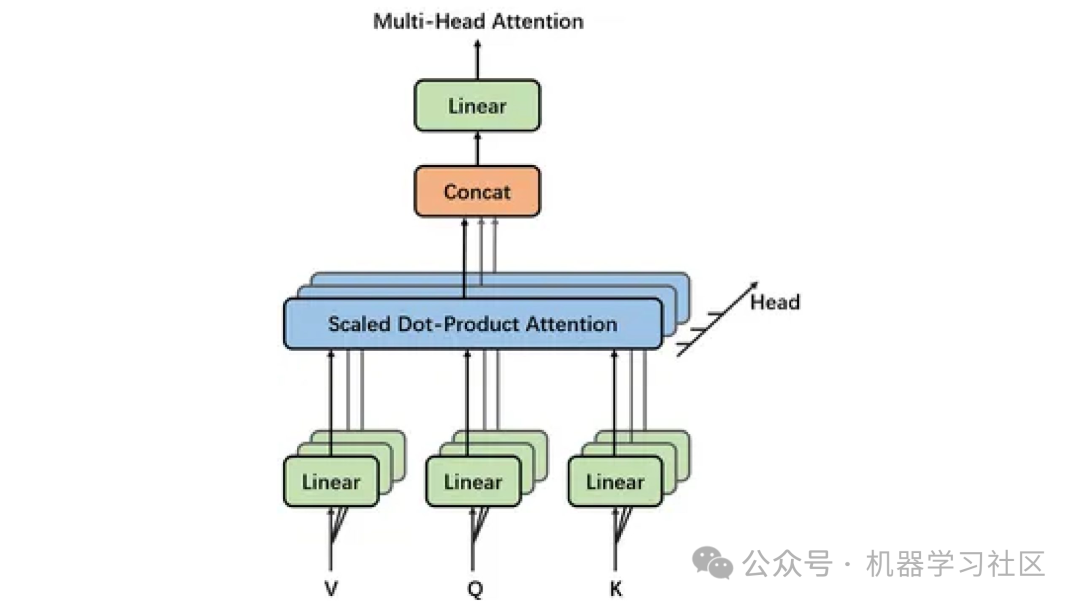 Multi-Head Attention
Linear
Concat
Scaled Dot-Product Attention
Head
Linear
Linear
Linear
V
Q
K
公众号 · 机器学习社区